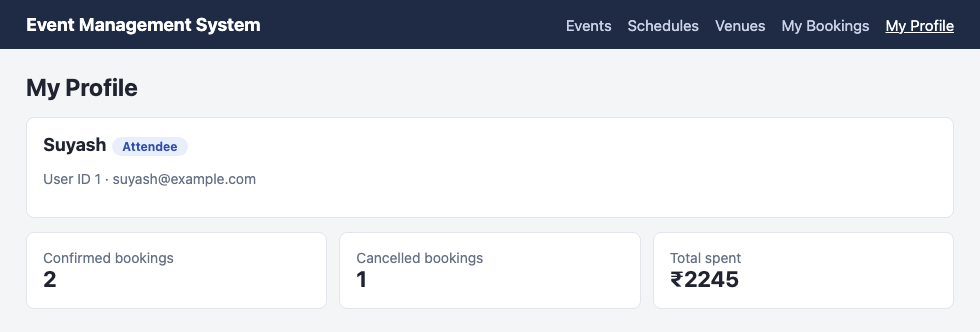 Event Management System
Events Schedules Venues My Bookings My Profile
My Profile
Suyash Attendee
User ID 1 · suyash@example.com
Confirmed bookings
2
Cancelled bookings
1
Total spent
₹2245